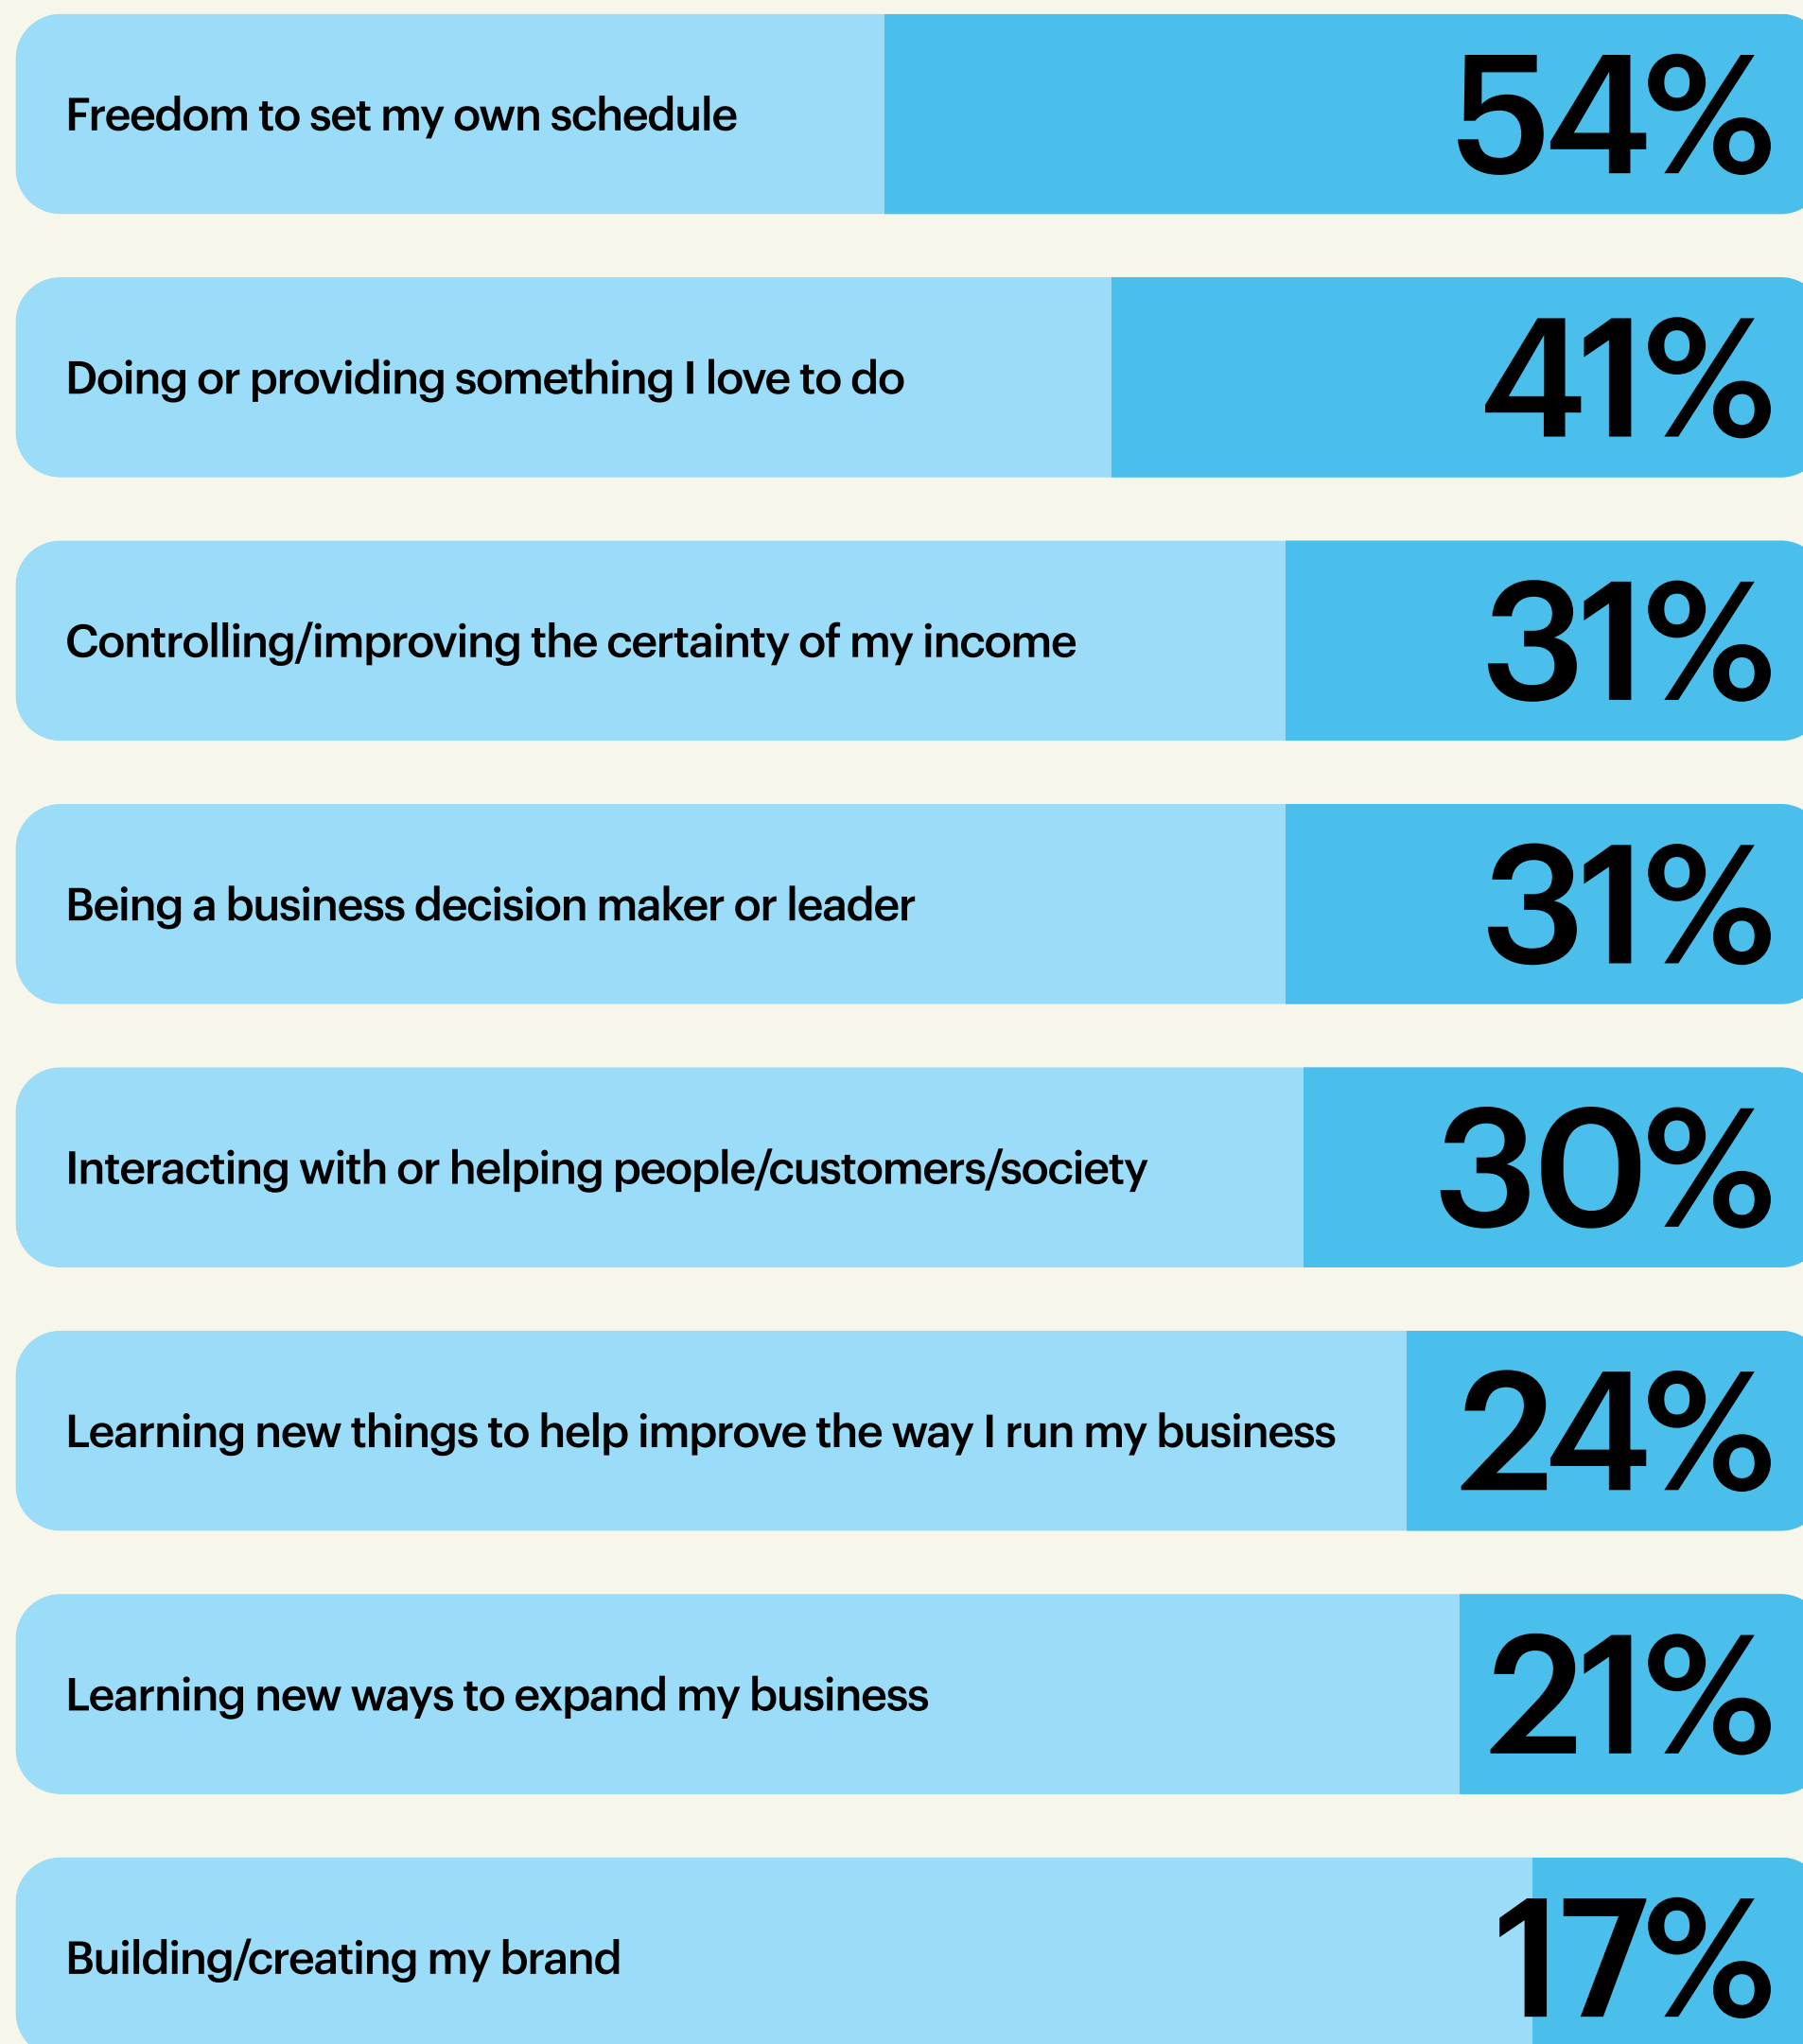 Freedom to set my own schedule 54%
Doing or providing something I love to do 41%
Controlling/improving the certainty of my income 31%
Being a business decision maker or leader 31%
Interacting with or helping people/customers/society 30%
Learning new things to help improve the way I run my business 24%
Learning new ways to expand my business 21%
Building/creating my brand 17%